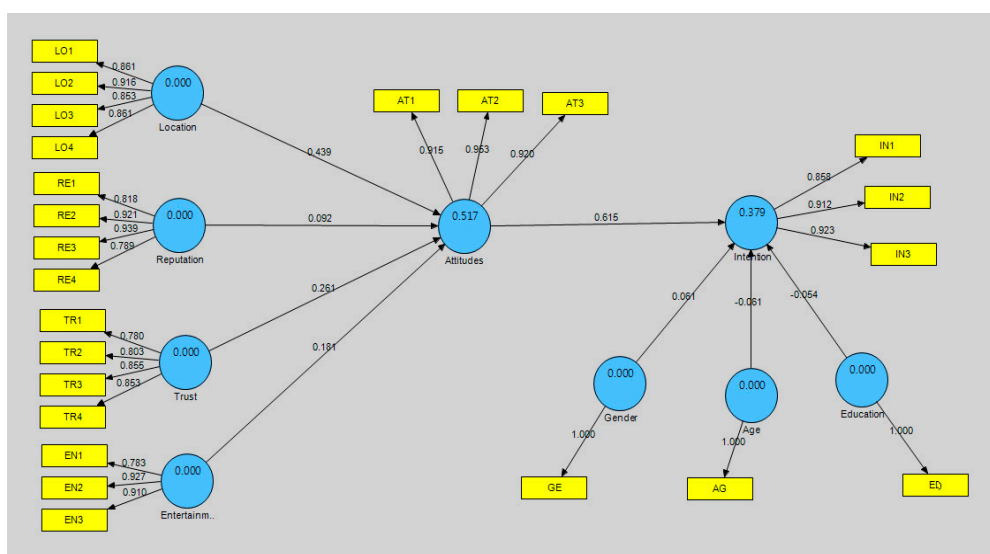 LO1
LO2
LO3
LO4
0.861
0.916
0.853
0.861
0.000
Location
RE1
RE2
RE3
RE4
0.818
0.921
0.939
0.789
0.000
Reputation
TR1
TR2
TR3
TR4
0.780
0.803
0.855
0.853
0.000
Trust
EN1
EN2
EN3
0.783
0.927
0.910
0.000
Entertainm..
0.439
0.092
0.261
0.181
AT1
AT2
AT3
0.915
0.953
0.920
0.517
Attitudes
0.615
0.379
Intention
IN1
IN2
IN3
0.858
0.912
0.923
0.061
-0.061
-0.054
0.000
Gender
1.000
GE
0.000
Age
1.000
AG
0.000
Education
1.000
ED